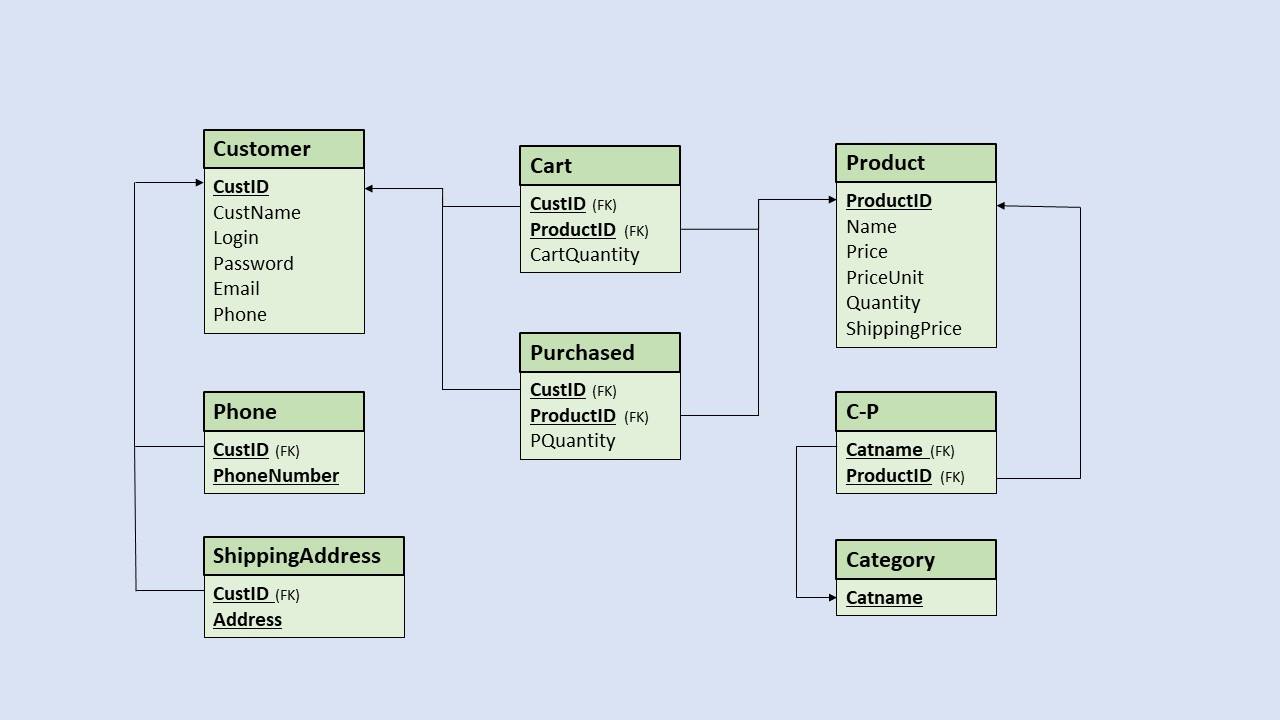 Customer
CustID
CustName
Login
Password
Email
Phone
Phone
CustID (FK)
PhoneNumber
ShippingAddress
CustID (FK)
Address
Cart
CustID (FK)
ProductID (FK)
CartQuantity
Purchased
CustID (FK)
ProductID (FK)
PQuantity
Product
ProductID
Name
Price
PriceUnit
Quantity
ShippingPrice
C-P
Catname (FK)
ProductID (FK)
Category
Catname